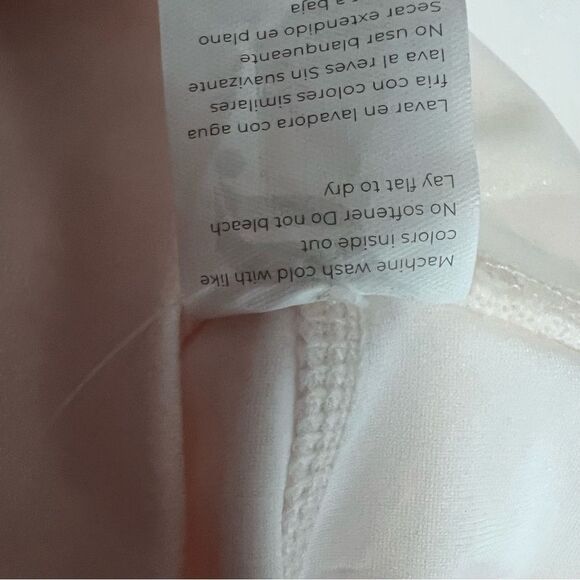 Machine wash cold with like
colors inside out
No softener Do not bleach
Lay flat to dry
Lavar en lavadora con agua
fria con colores similares
lava al reves Sin suavizante
No usar blanqueante
Secar extendido en plano
a baja